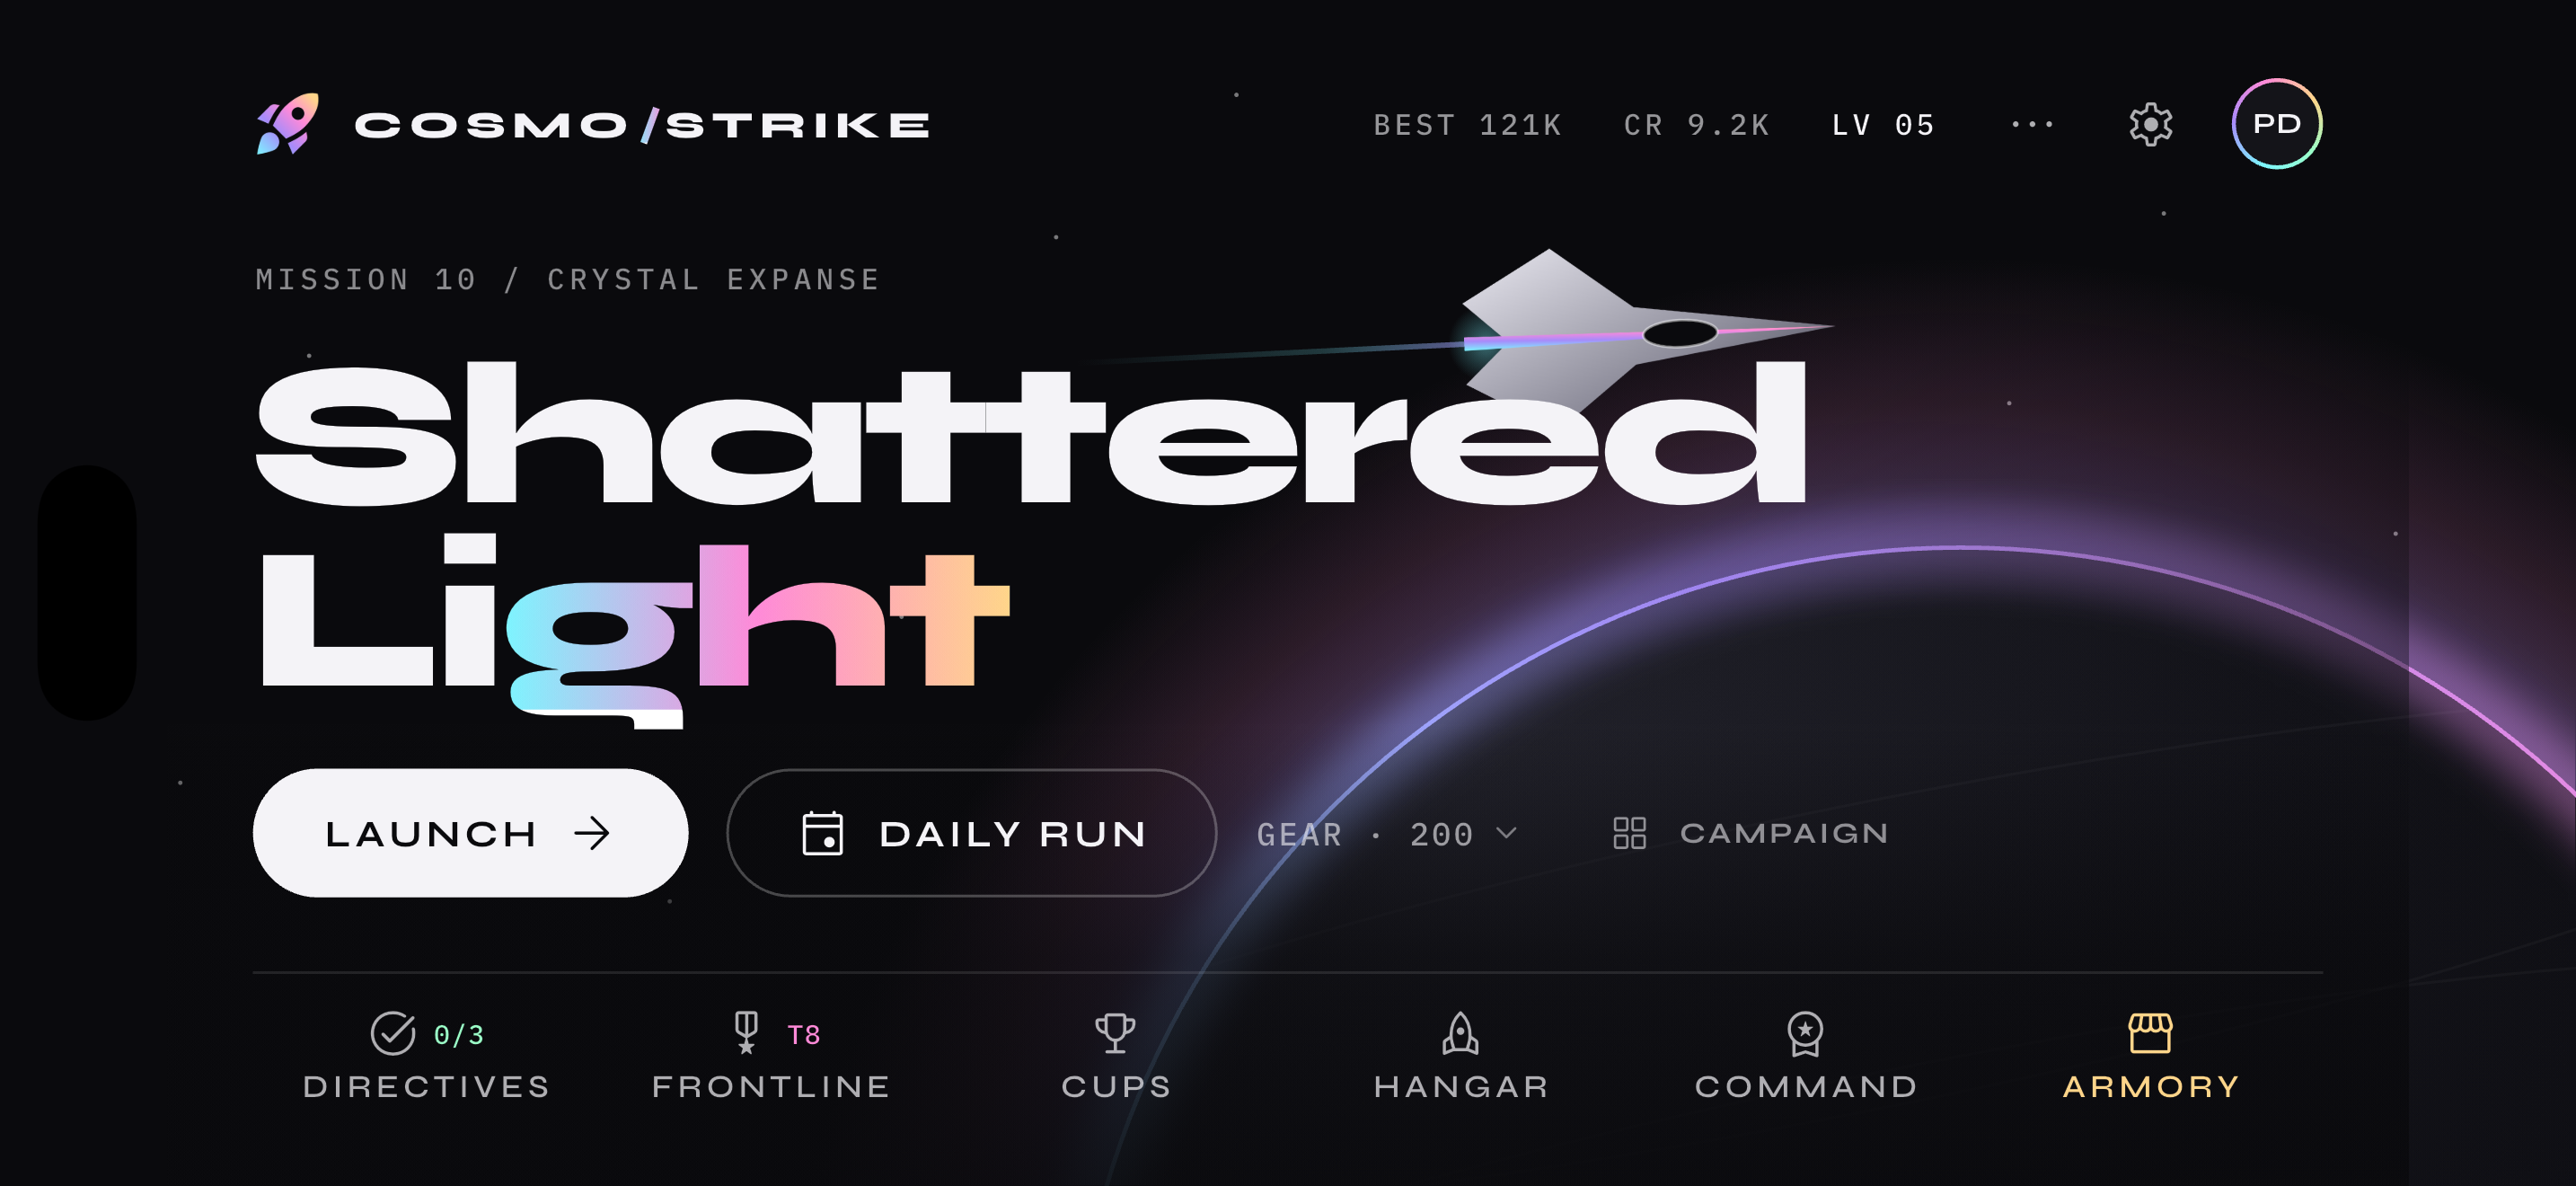 COSMO/STRIKE
BEST 121K CR 9.2K LV 05 ··· PD
MISSION 10 / CRYSTAL EXPANSE
Shattered
Light
LAUNCH → DAILY RUN GEAR · 200 CAMPAIGN
0/3 T8
DIRECTIVES FRONTLINE CUPS HANGAR COMMAND ARMORY